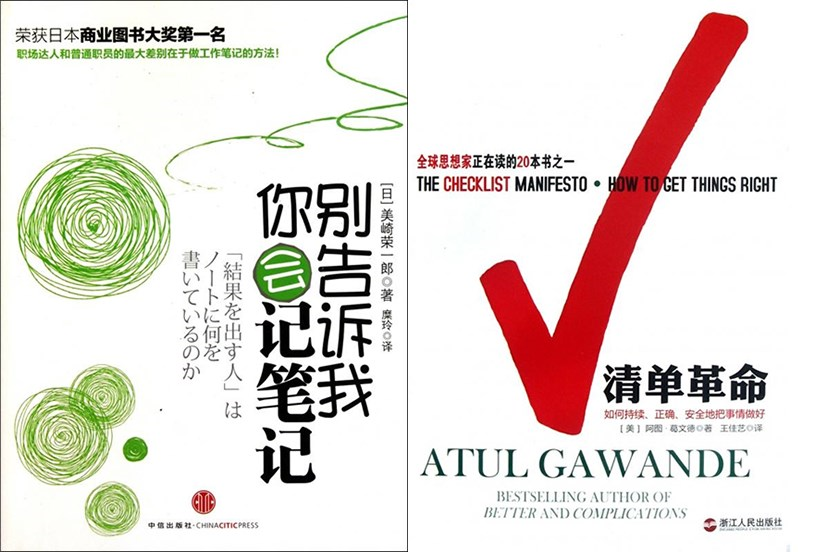 荣获日本商业图书大奖第一名
职场达人和普通职员的最大差别在于做工作笔记的方法!
别告诉我
你会记笔记
[日]美崎荣一郎◎著 糜玲◎译
「結果を出す人」は
ノートに何を
書いているのか
中信出版社·CHINACITICPRESS
全球思想家正在读的20本书之一
THE CHECKLIST MANIFESTO • HOW TO GET THINGS RIGHT
清单革命
如何持续、正确、安全地把事情做好
[美] 阿图·葛文德◎著 王佳艺◎译
ATUL GAWANDE
BESTSELLING AUTHOR OF
BETTER AND COMPLICATIONS
浙江人民出版社